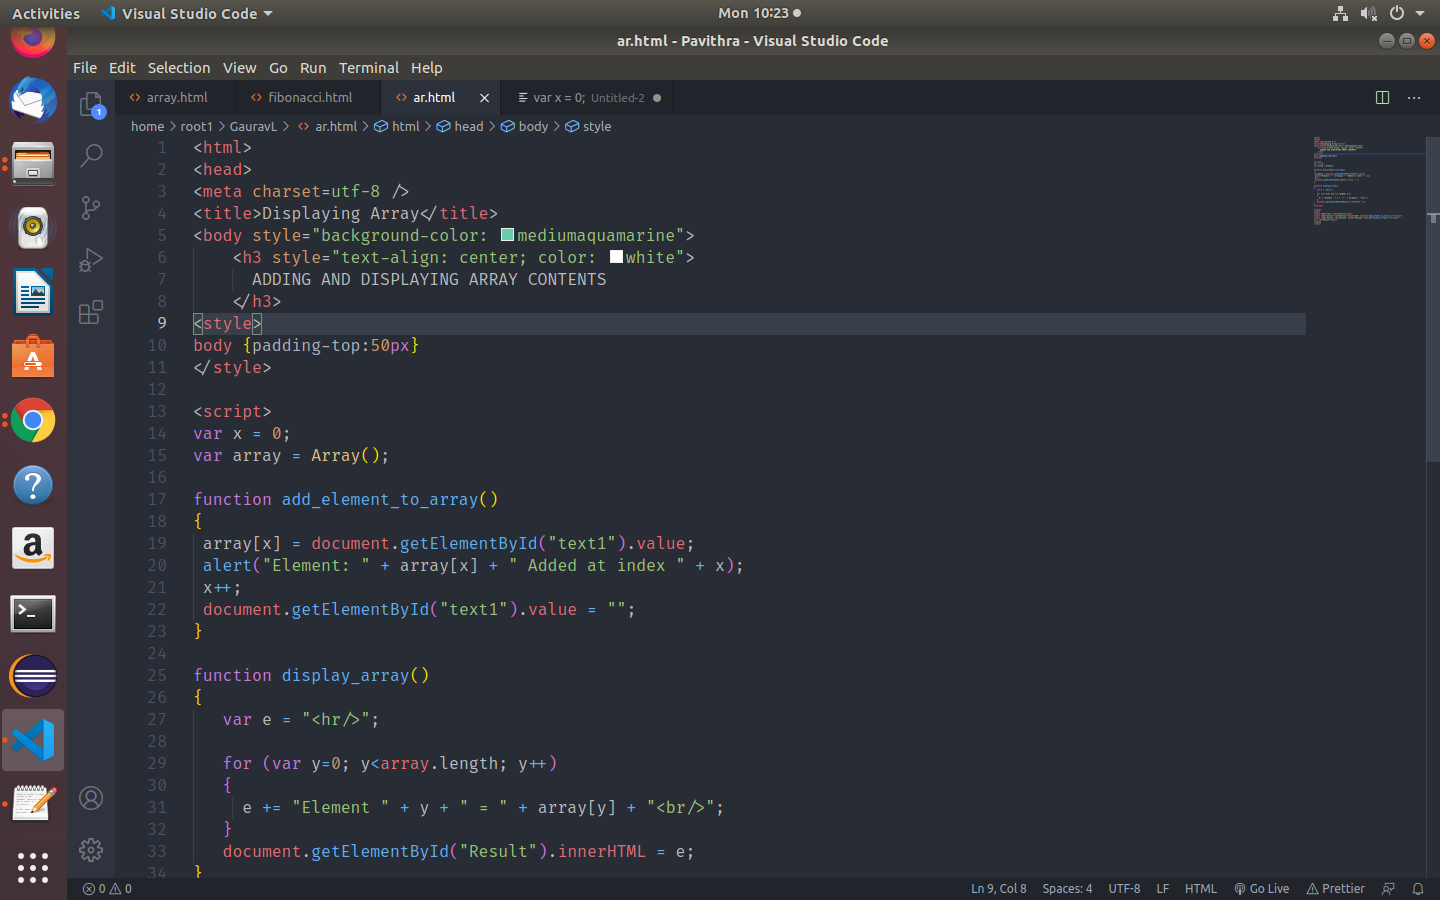 Activities Visual Studio Code Mon 10:23
ar.html - Pavithra - Visual Studio Code
File Edit Selection View Go Run Terminal Help
1 array.html fibonacci.html ar.html var x = 0; Untitled-2
home root1 GauravL ar.html html head body style
1 <html>
2 <head>
3 <meta charset=utf-8 />
4 <title>Displaying Array</title>
5 <body style="background-color: mediumaquamarine">
6 <h3 style="text-align: center; color: white">
7 ADDING AND DISPLAYING ARRAY CONTENTS
8 </h3>
9 <style>
10 body {padding-top:50px}
11 </style>
12
13 <script>
14 var x = 0;
15 var array = Array();
16
17 function add_element_to_array()
18 {
19 array[x] = document.getElementById("text1").value;
20 alert("Element: " + array[x] + " Added at index " + x);
21 x++;
22 document.getElementById("text1").value = "";
23 }
24
25 function display_array()
26 {
27 var e = "<hr/>";
28
29 for (var y=0; y<array.length; y++)
30 {
31 e += "Element " + y + " = " + array[y] + "<br/>";
32 }
33 document.getElementById("Result").innerHTML = e;
34 }
0 0 Ln 9, Col 8 Spaces: 4 UTF-8 LF HTML Go Live Prettier